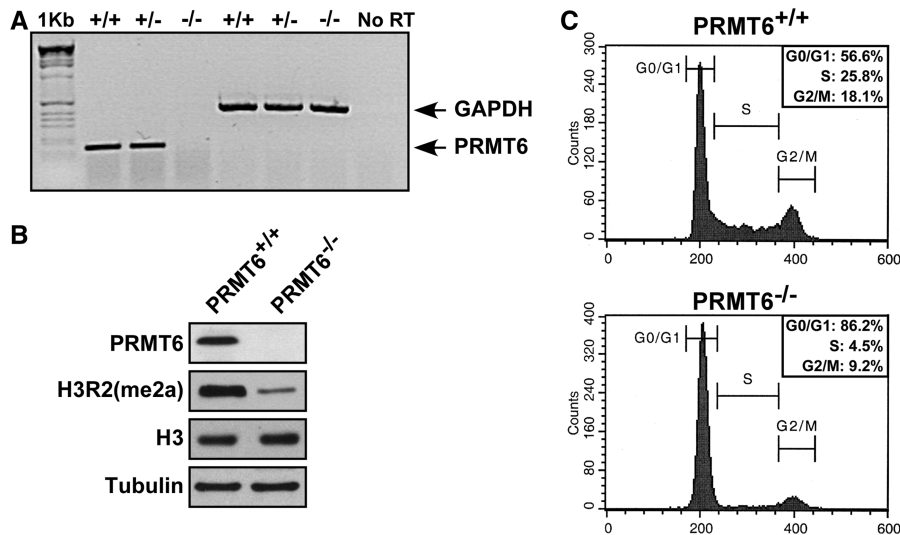 A
1Kb +/+ +/- -/- +/+ +/- -/- No RT
GAPDH
PRMT6
B
PRMT6+/+
PRMT6-/-
PRMT6
H3R2(me2a)
H3
Tubulin
C
PRMT6+/+
G0/G1: 56.6%
S: 25.8%
G2/M: 18.1%
G0/G1
S
G2/M
Counts
300
240
180
120
60
0
0 200 400 600
PRMT6-/-
G0/G1: 86.2%
S: 4.5%
G2/M: 9.2%
G0/G1
S
G2/M
Counts
400
320
240
160
80
0
0 200 400 600